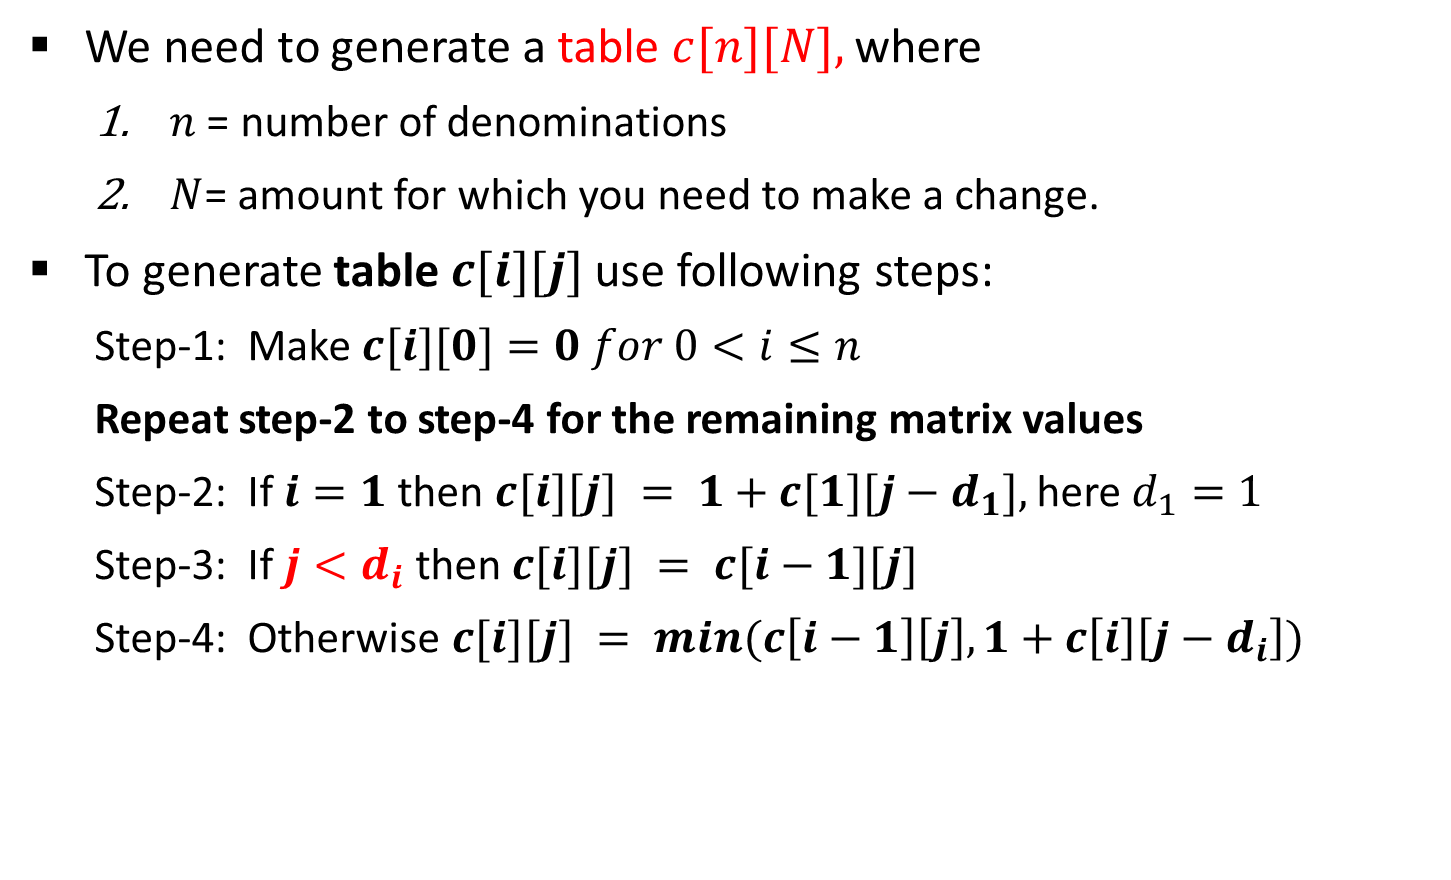 ▪ We need to generate a table c[n][N], where
1. n = number of denominations
2. N= amount for which you need to make a change.
▪ To generate table c[i][j] use following steps:
Step-1: Make c[i][0] = 0 for 0 < i ≤ n
Repeat step-2 to step-4 for the remaining matrix values
Step-2: If i = 1 then c[i][j] = 1 + c[1][j − d₁], here d₁ = 1
Step-3: If j < dᵢ then c[i][j] = c[i − 1][j]
Step-4: Otherwise c[i][j] = min(c[i − 1][j], 1 + c[i][j − dᵢ])